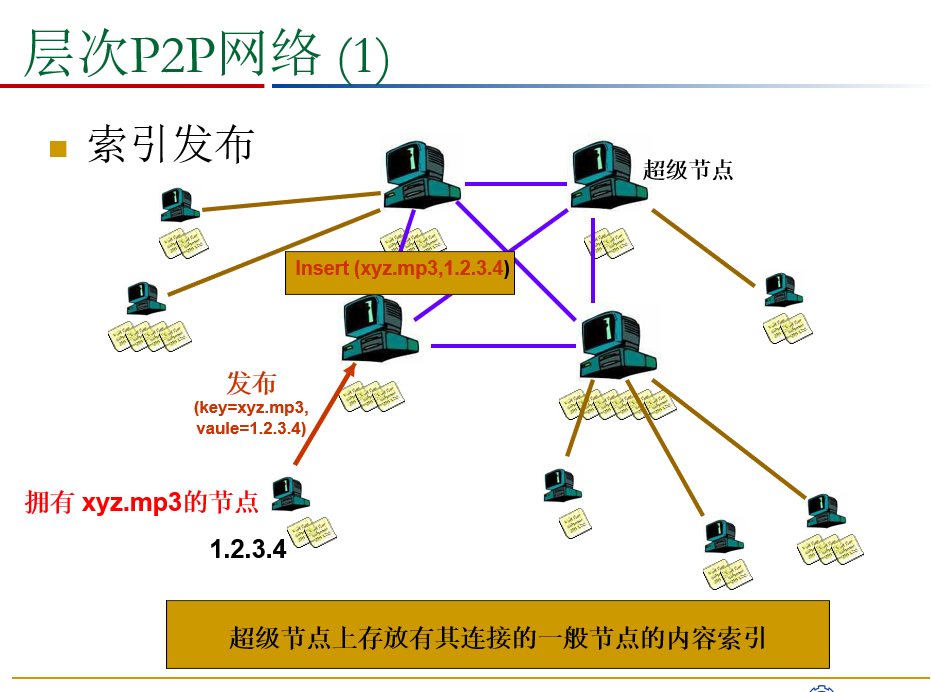 层次P2P网络 (1)
索引发布
超级节点
Insert (xyz.mp3,1.2.3.4)
发布
(key=xyz.mp3,
vaule=1.2.3.4)
拥有 xyz.mp3的节点
1.2.3.4
超级节点上存放有其连接的一般节点的内容索引